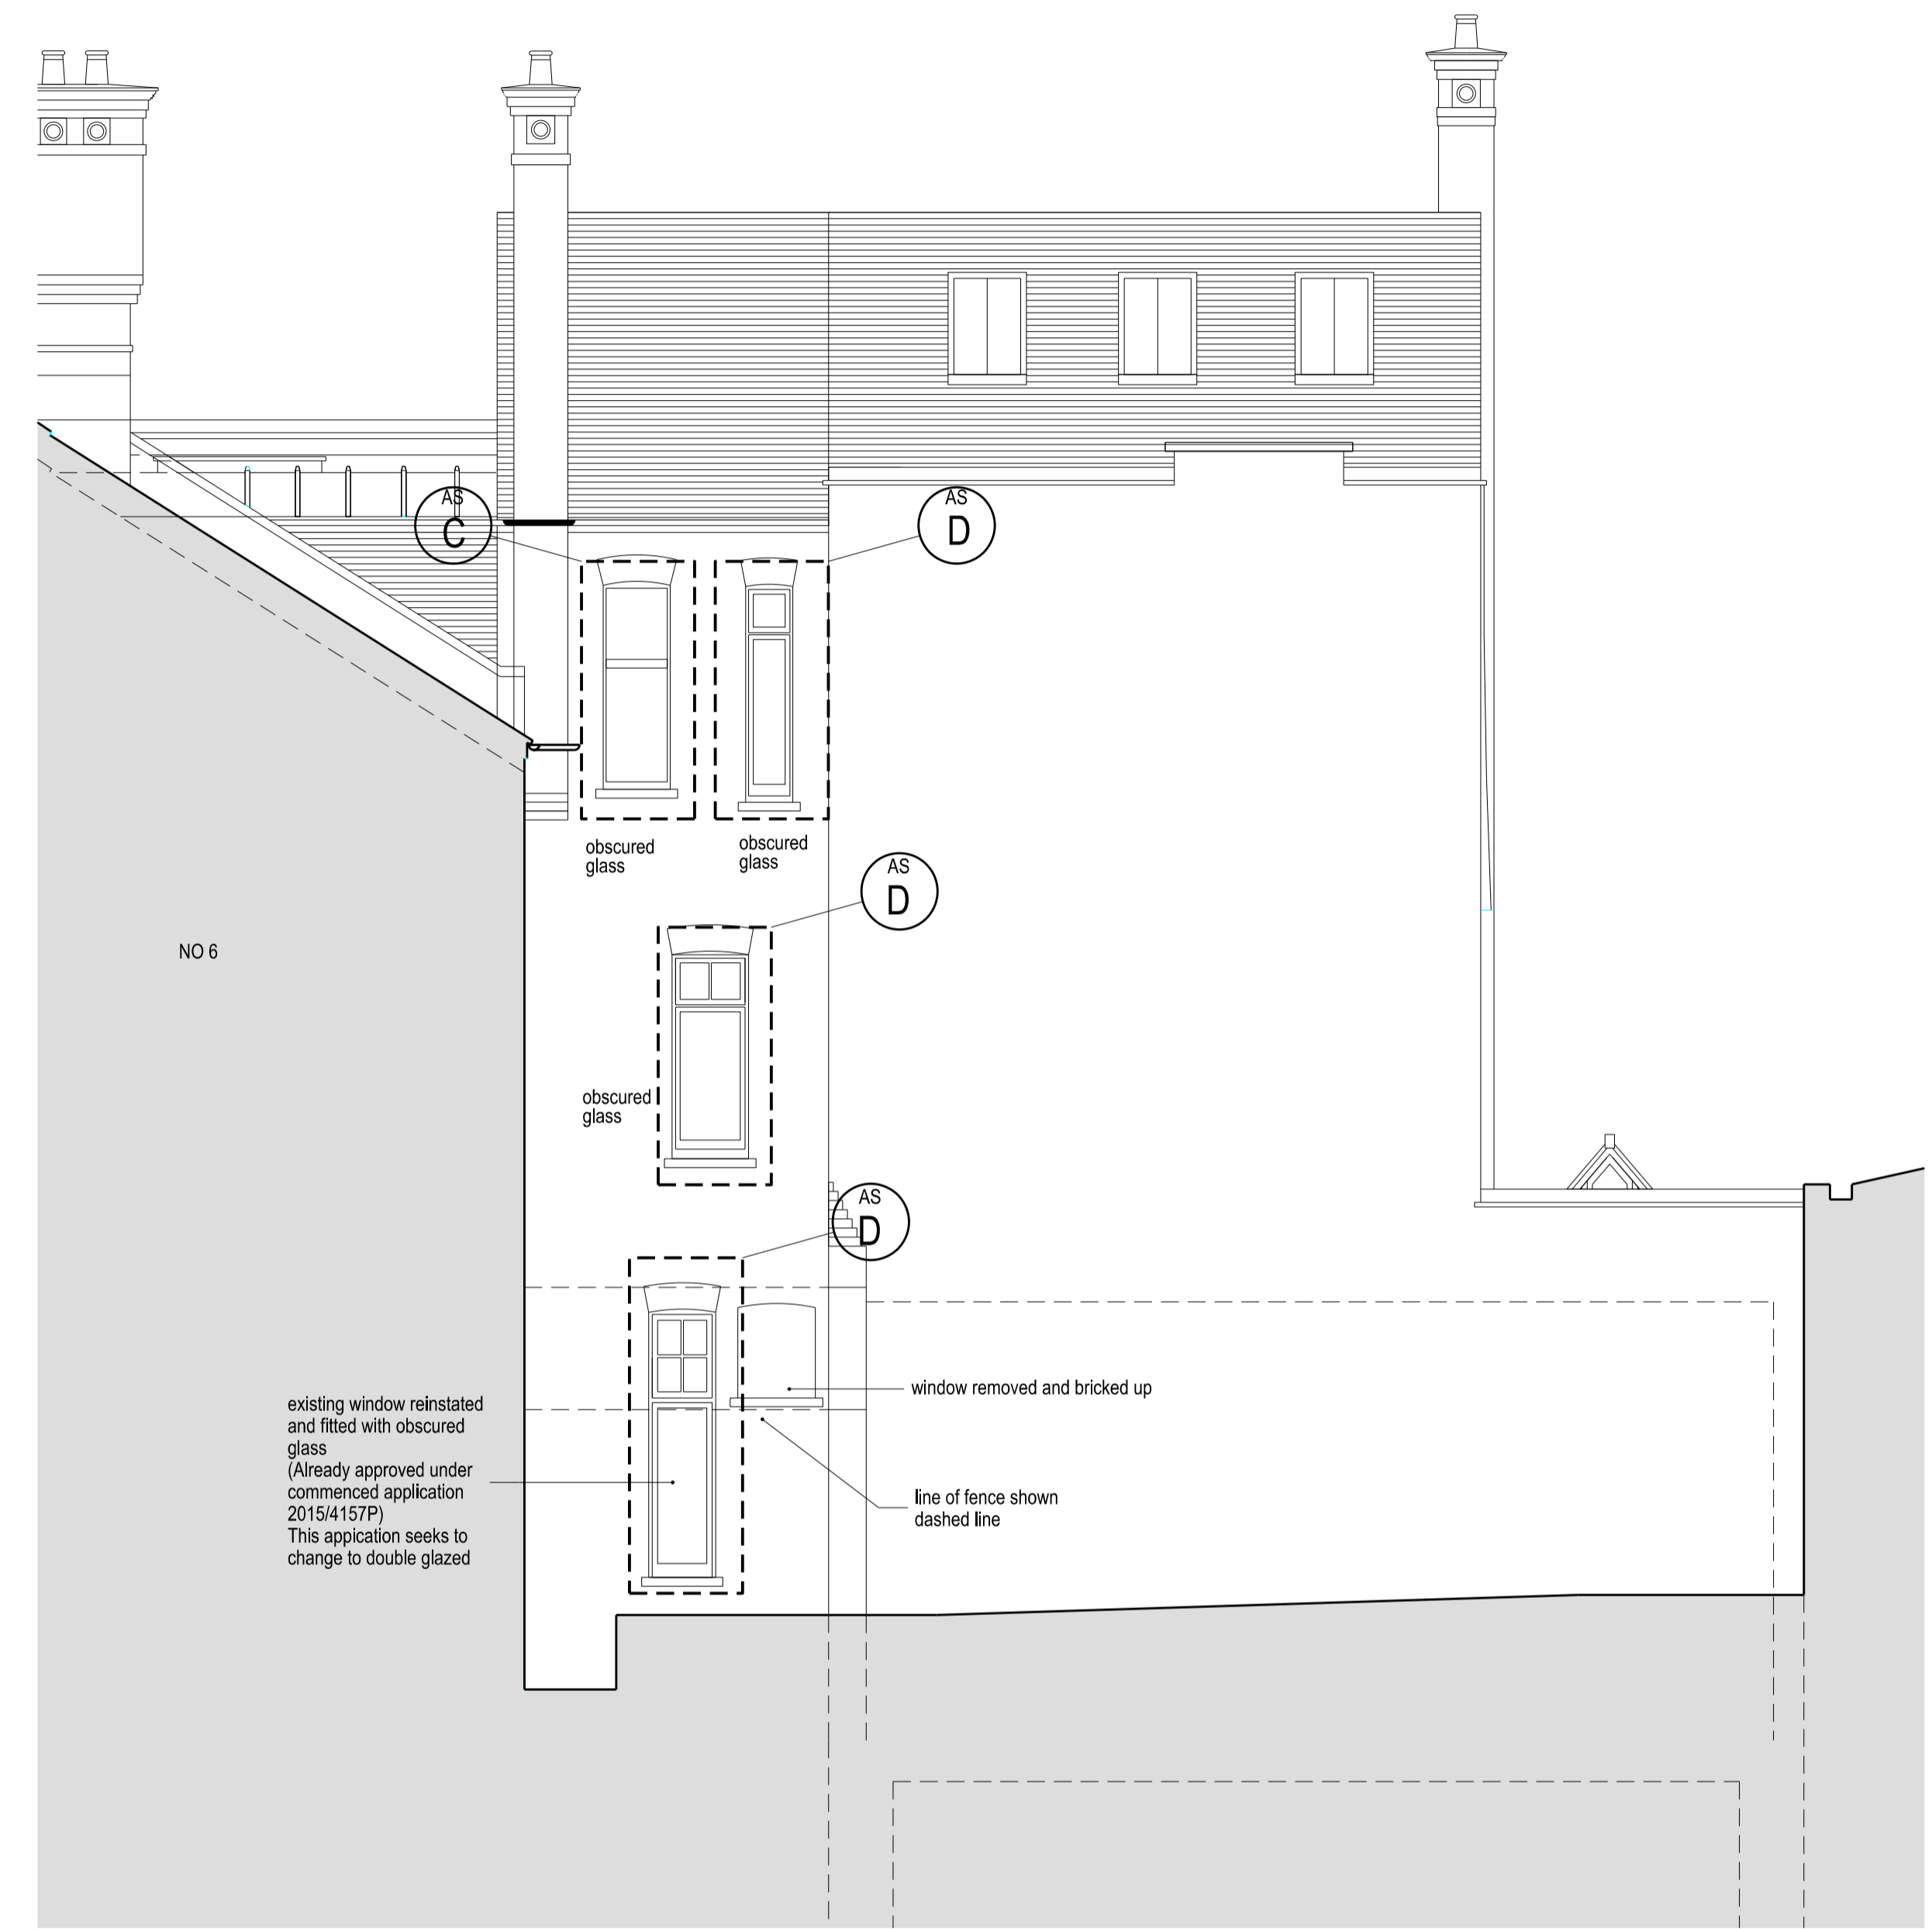 AS
C
AS
D
obscured
glass
obscured
glass
AS
D
NO 6
obscured
glass
AS
D
window removed and bricked up
existing window reinstated
and fitted with obscured
glass
(Already approved under
commenced application
2015/4157P)
This appication seeks to
change to double glazed
line of fence shown
dashed line